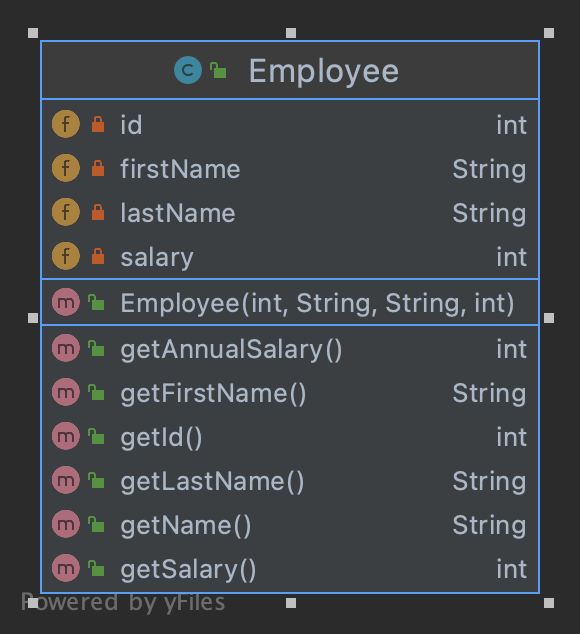 Employee
id int
firstName String
lastName String
salary int
Employee(int, String, String, int)
getAnnualSalary() int
getFirstName() String
getId() int
getLastName() String
getName() String
getSalary() int
Powered by yFiles